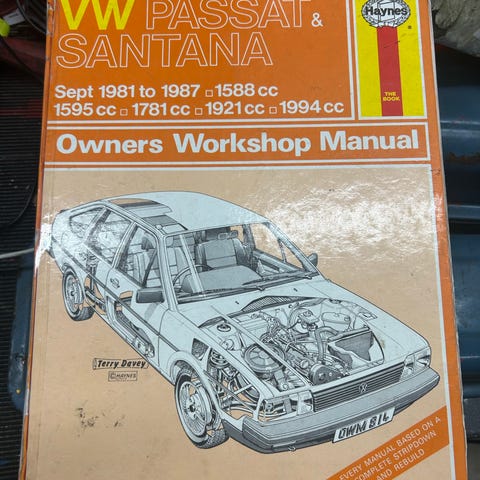 VW PASSAT &
SANTANA
Haynes
®
THE
BOOK
Sept 1981 to 1987 □ 1588 cc
1595 cc □ 1781 cc □ 1921 cc □ 1994 cc
Owners Workshop Manual
Terry Davey
© HAYNES
OWM 81L
EVERY MANUAL BASED ON A
COMPLETE STRIPDOWN
AND REBUILD